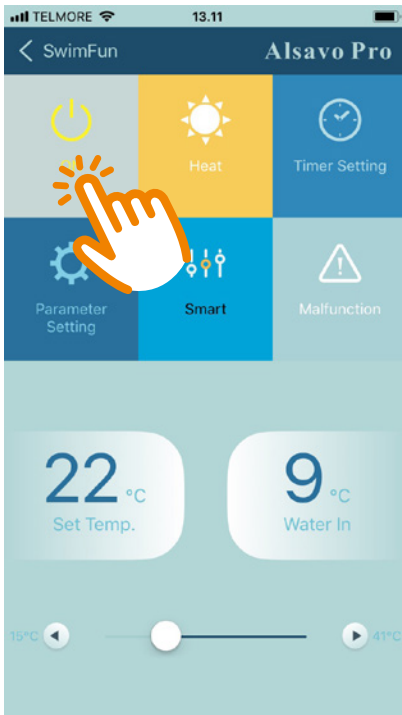 TELMORE 13.11
SwimFun Alsavo Pro
Heat Timer Setting
Parameter
Setting
Smart Malfunction
22 °C 9 °C
Set Temp. Water In
15°C 41°C